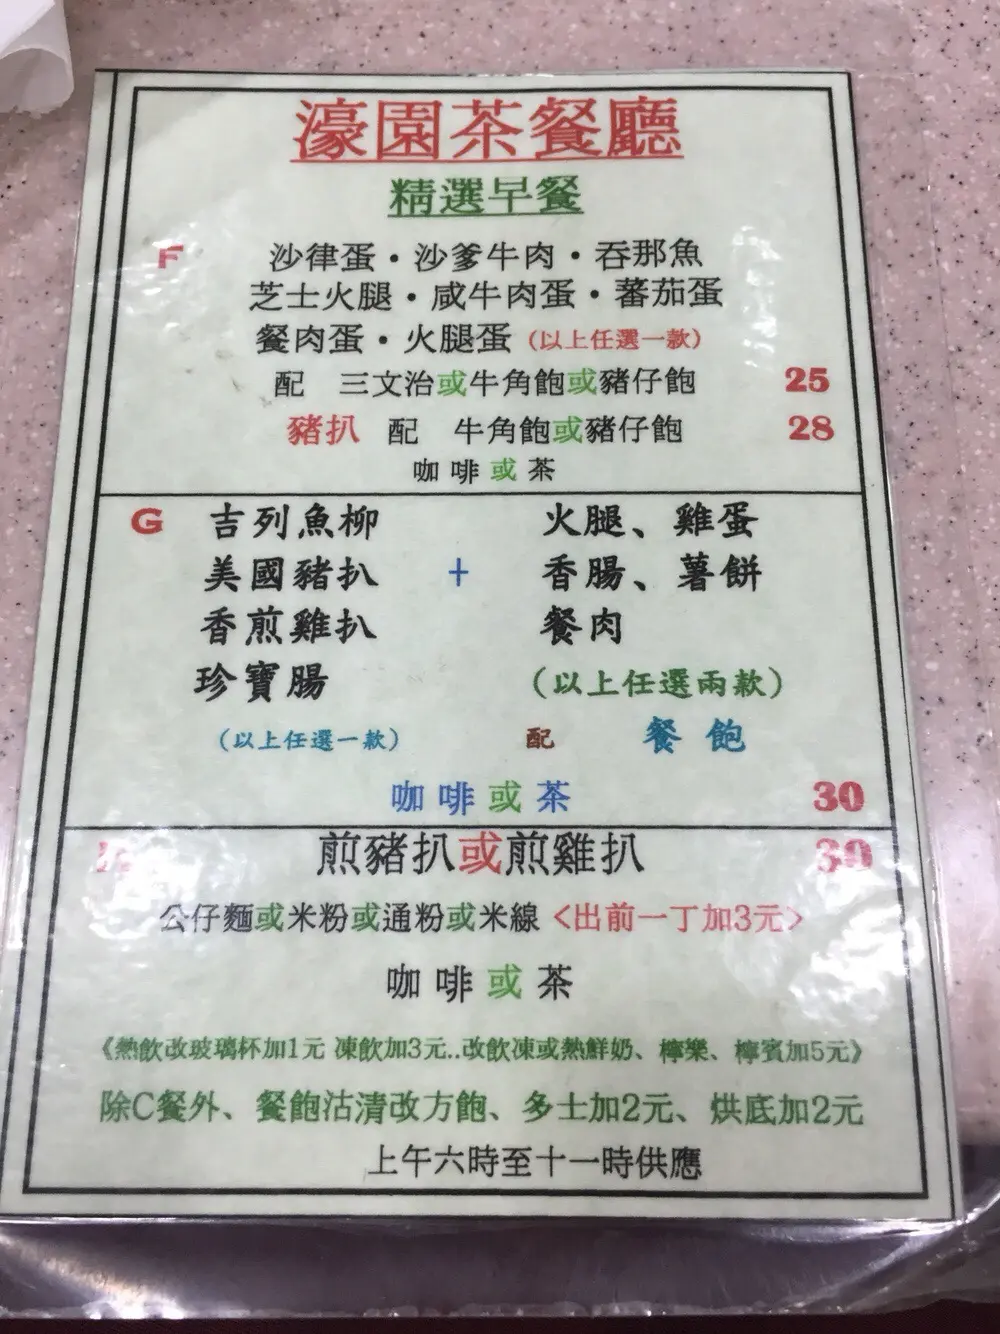 濠園茶餐廳
精選早餐
F 沙律蛋·沙爹牛肉·吞那魚
芝士火腿·咸牛肉蛋·蕃茄蛋
餐肉蛋·火腿蛋 (以上任選一款)
配 三文治或牛角飽或豬仔飽 25
豬扒 配 牛角飽或豬仔飽 28
咖啡或茶
G 吉列魚柳 火腿、雞蛋
美國豬扒 + 香腸、薯餅
香煎雞扒 餐肉
珍寶腸 (以上任選兩款)
(以上任選一款) 配 餐飽
咖啡或茶 30
煎豬扒或煎雞扒 30
公仔麵或米粉或通粉或米線 <出前一丁加3元>
咖啡或茶
《熱飲改玻璃杯加1元 凍飲加3元..改飲凍或熱鮮奶、檸樂、檸賓加5元》
除C餐外、餐飽沽清改方飽、多士加2元、烘底加2元
上午六時至十一時供應